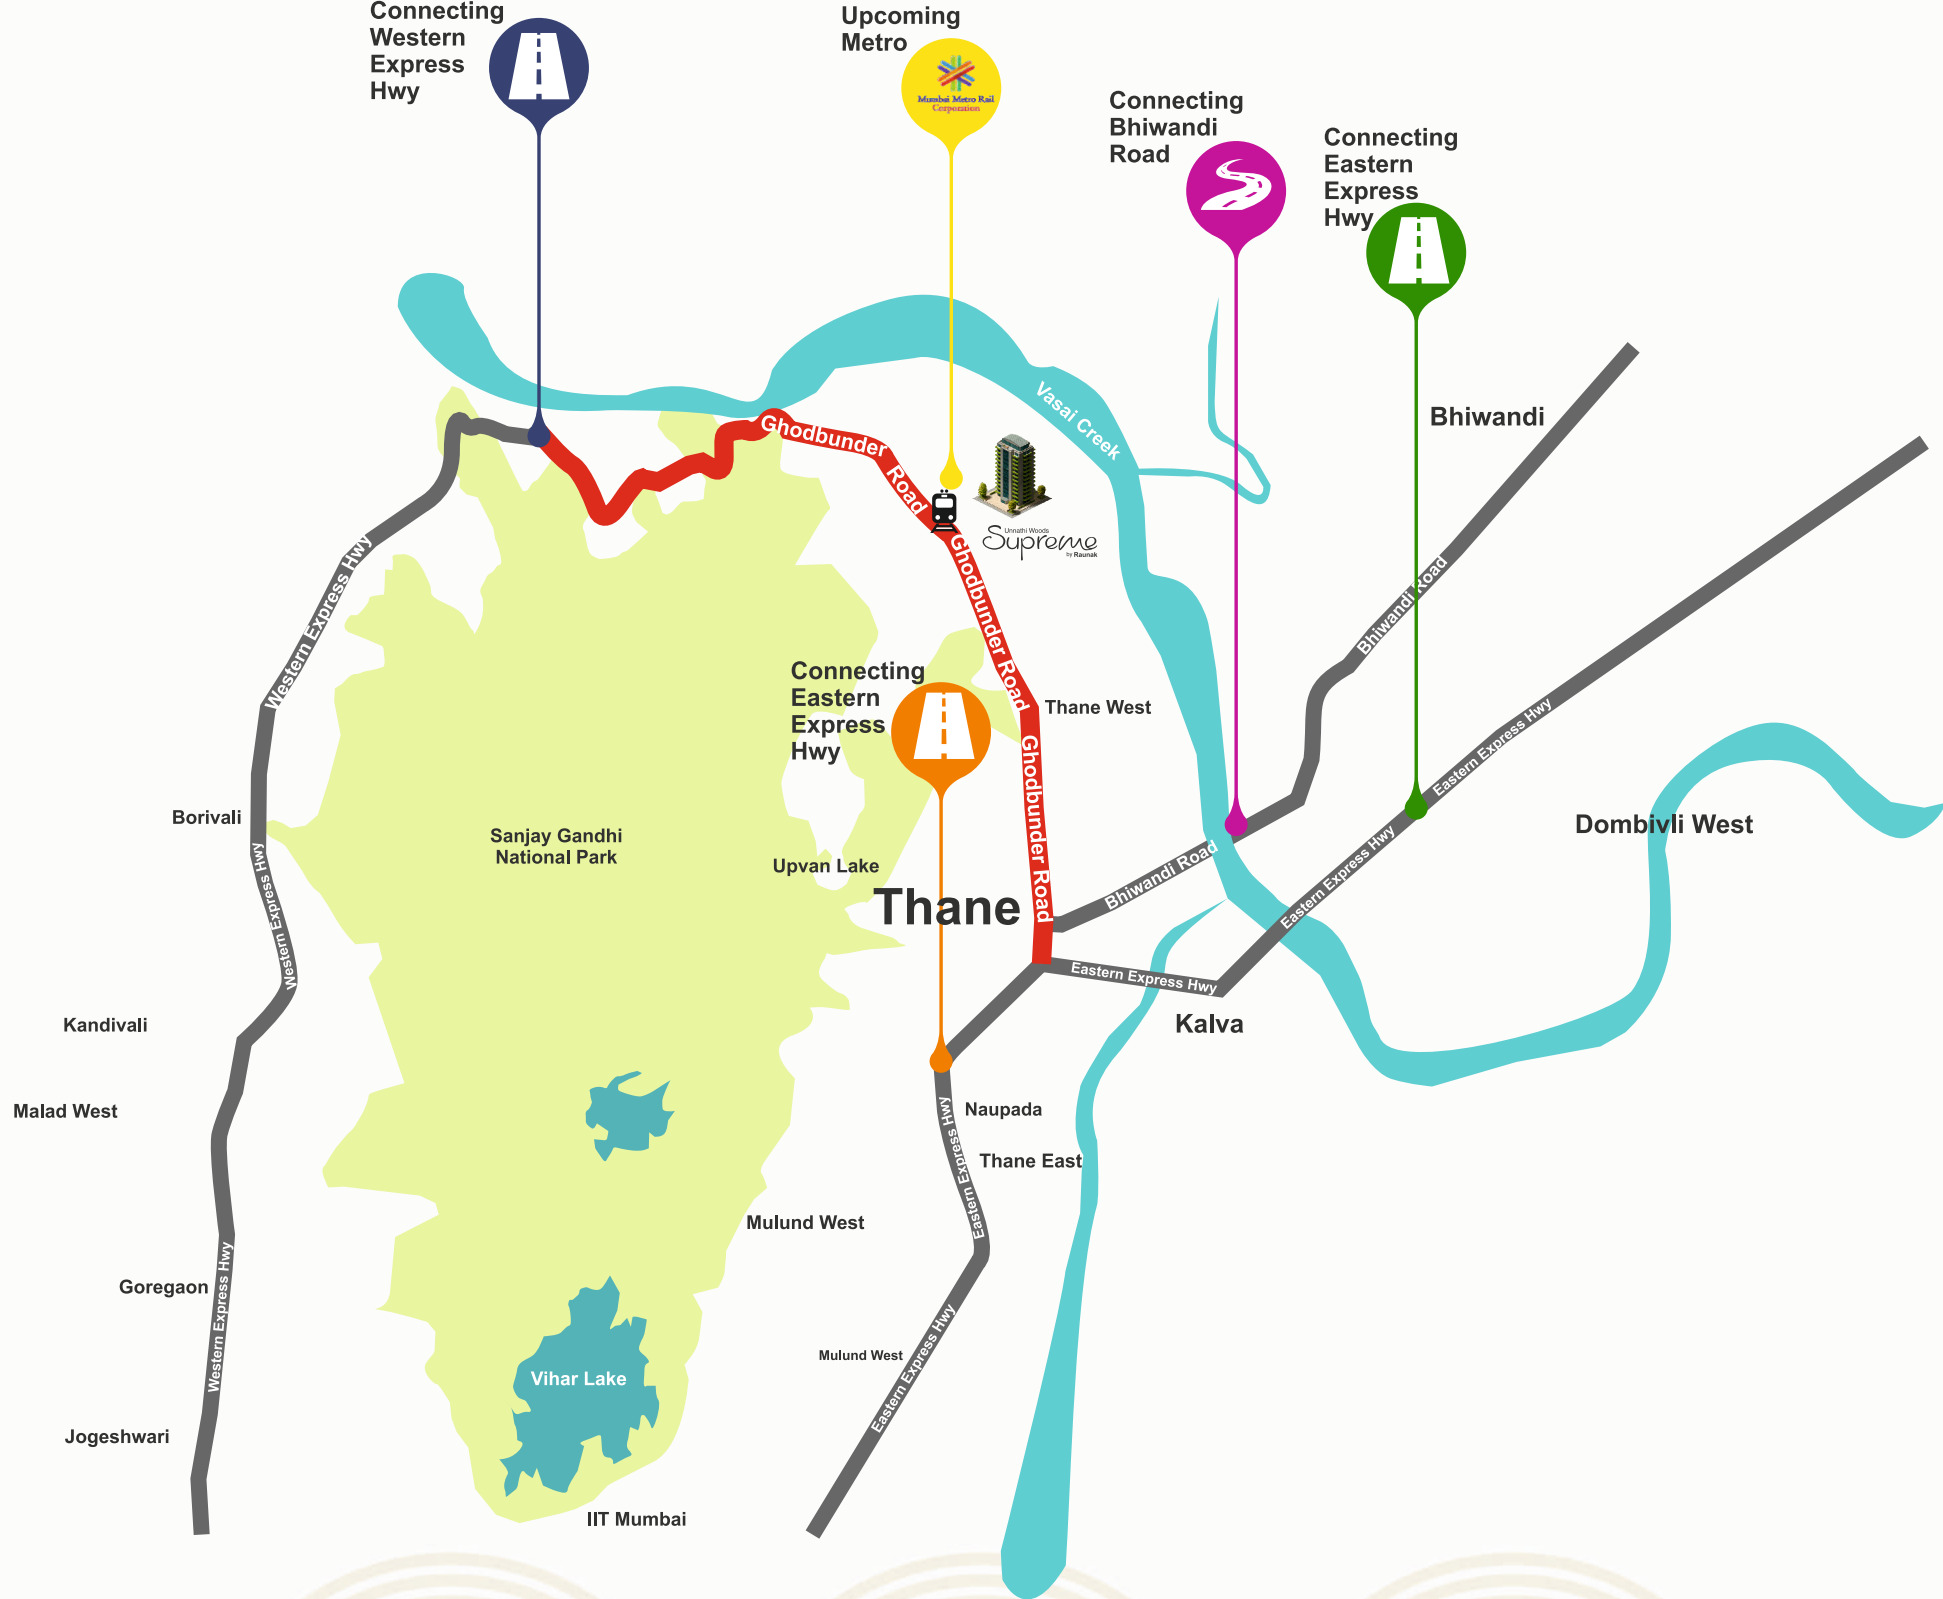 Connecting
Western
Express
Hwy
Upcoming
Metro
Mumbai Metro Rail
Corporation
Connecting
Bhiwandi
Road
Connecting
Eastern
Express
Hwy
Vasai Creek
Bhiwandi
Ghodbunder
Road
Unnathi Woods
Supreme
by Raunak
Western Express Hwy
Ghodbunder Road
Bhiwandi Road
Connecting
Eastern
Express
Hwy
Thane West
Eastern Express Hwy
Ghodbunder Road
Borivali
Sanjay Gandhi
National Park
Dombivli West
Upvan Lake
Thane
Bhiwandi Road
Eastern Express Hwy
Western Express Hwy
Eastern Express Hwy
Kandivali
Kalva
Malad West
Naupada
Eastern Express Hwy
Thane East
Mulund West
Goregaon
Western Express Hwy
Mulund West
Eastern Express Hwy
Vihar Lake
Jogeshwari
IIT Mumbai